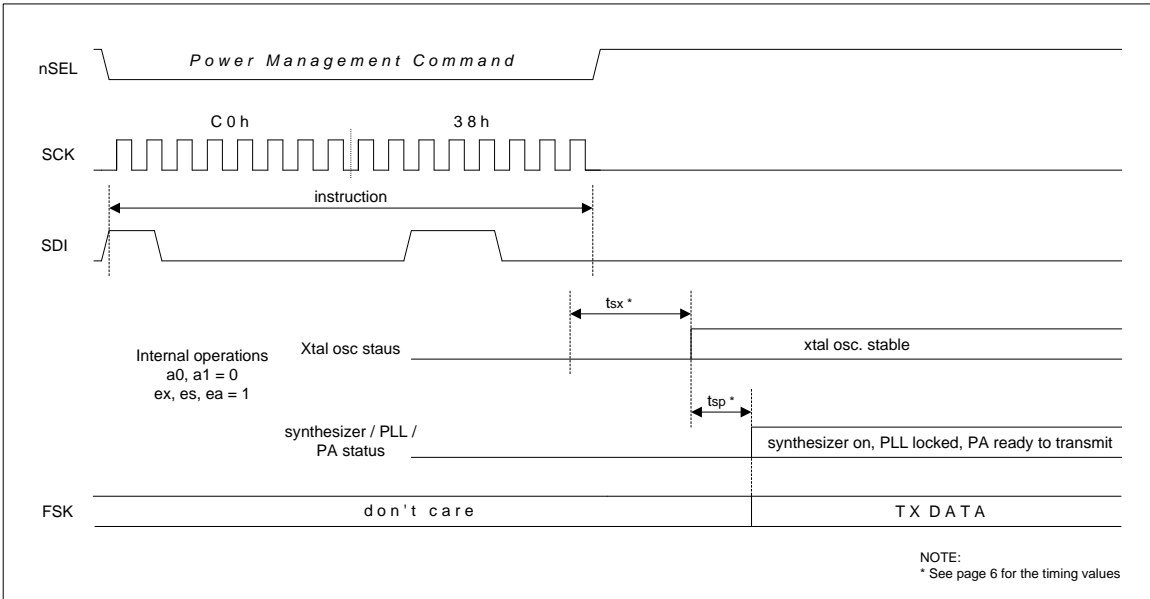 nSEL
Power Management Command
C0h
38h
SCK
instruction
SDI
tsx *
Xtal osc staus
xtal osc. stable
Internal operations
a0, a1 = 0
ex, es, ea = 1
tsp *
synthesizer / PLL /
PA status
synthesizer on, PLL locked, PA ready to transmit
FSK
don't care
TX DATA
NOTE:
* See page 6 for the timing values